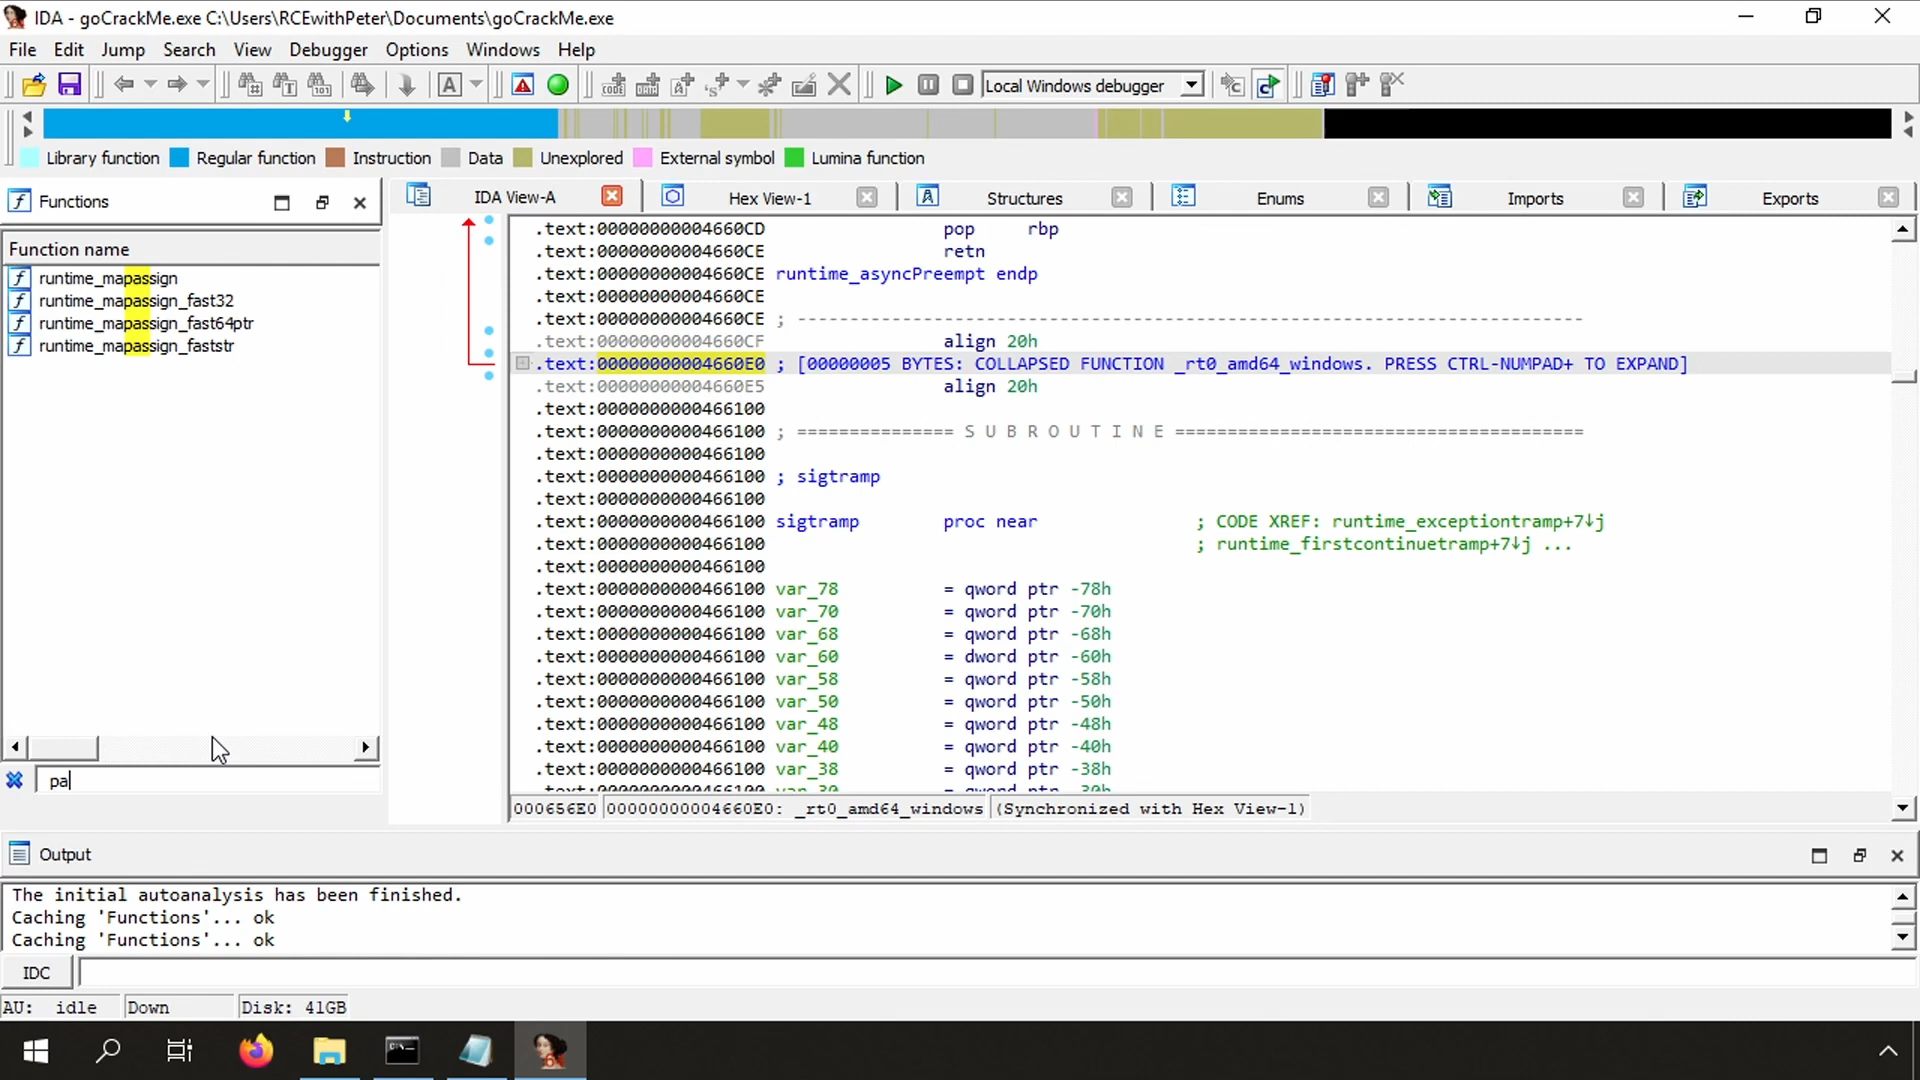 IDA - goCrackMe.exe C:\Users\RCEwithPeter\Documents\goCrackMe.exe
File Edit Jump Search View Debugger Options Windows Help
Local Windows debugger
Library function Regular function Instruction Data Unexplored External symbol Lumina function
Functions
Function name
runtime_mapassign
runtime_mapassign_fast32
runtime_mapassign_fast64ptr
runtime_mapassign_faststr
pa
IDA View-A Hex View-1 Structures Enums Imports Exports
.text:00000000004660CD pop rbp
.text:00000000004660CE retn
.text:00000000004660CE runtime_asyncPreempt endp
.text:00000000004660CE
.text:00000000004660CE ; ---------------------------------------------------------------------------
.text:00000000004660CF align 20h
.text:00000000004660E0 ; [00000005 BYTES: COLLAPSED FUNCTION _rt0_amd64_windows. PRESS CTRL-NUMPAD+ TO EXPAND]
.text:00000000004660E5 align 20h
.text:0000000000466100
.text:0000000000466100 ; =============== S U B R O U T I N E =======================================
.text:0000000000466100
.text:0000000000466100 ; sigtramp
.text:0000000000466100
.text:0000000000466100 sigtramp proc near ; CODE XREF: runtime_exceptiontramp+7↓j
.text:0000000000466100 ; runtime_firstcontinuetramp+7↓j ...
.text:0000000000466100
.text:0000000000466100 var_78 = qword ptr -78h
.text:0000000000466100 var_70 = qword ptr -70h
.text:0000000000466100 var_68 = qword ptr -68h
.text:0000000000466100 var_60 = dword ptr -60h
.text:0000000000466100 var_58 = qword ptr -58h
.text:0000000000466100 var_50 = qword ptr -50h
.text:0000000000466100 var_48 = qword ptr -48h
.text:0000000000466100 var_40 = qword ptr -40h
.text:0000000000466100 var_38 = qword ptr -38h
000656E0 00000000004660E0: _rt0_amd64_windows (Synchronized with Hex View-1)
Output
The initial autoanalysis has been finished.
Caching 'Functions'... ok
Caching 'Functions'... ok
IDC
AU: idle Down Disk: 41GB